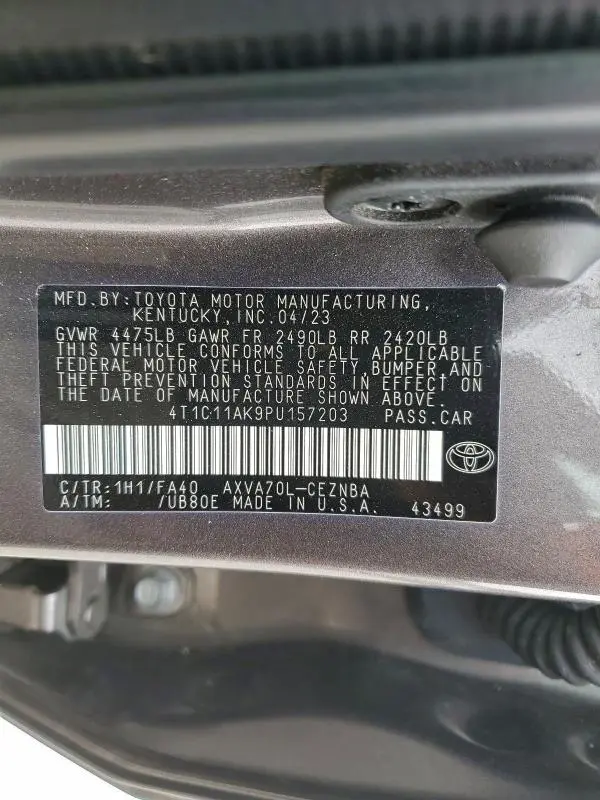 MFD.BY:TOYOTA MOTOR MANUFACTURING,
KENTUCKY,INC.04/23
GVWR 4475LB GAWR FR 2490LB RR 2420LB
THIS VEHICLE CONFORMS TO ALL APPLICABLE
FEDERAL MOTOR VEHICLE SAFETY,BUMPER,AND
THEFT PREVENTION STANDARDS IN EFFECT ON
THE DATE OF MANUFACTURE SHOWN ABOVE.
4T1C11AK9PU157203 PASS.CAR
C/TR:1H1/FA40 AXVA70L-CEZNBA
A/TM: /UB80E MADE IN U.S.A. 43499